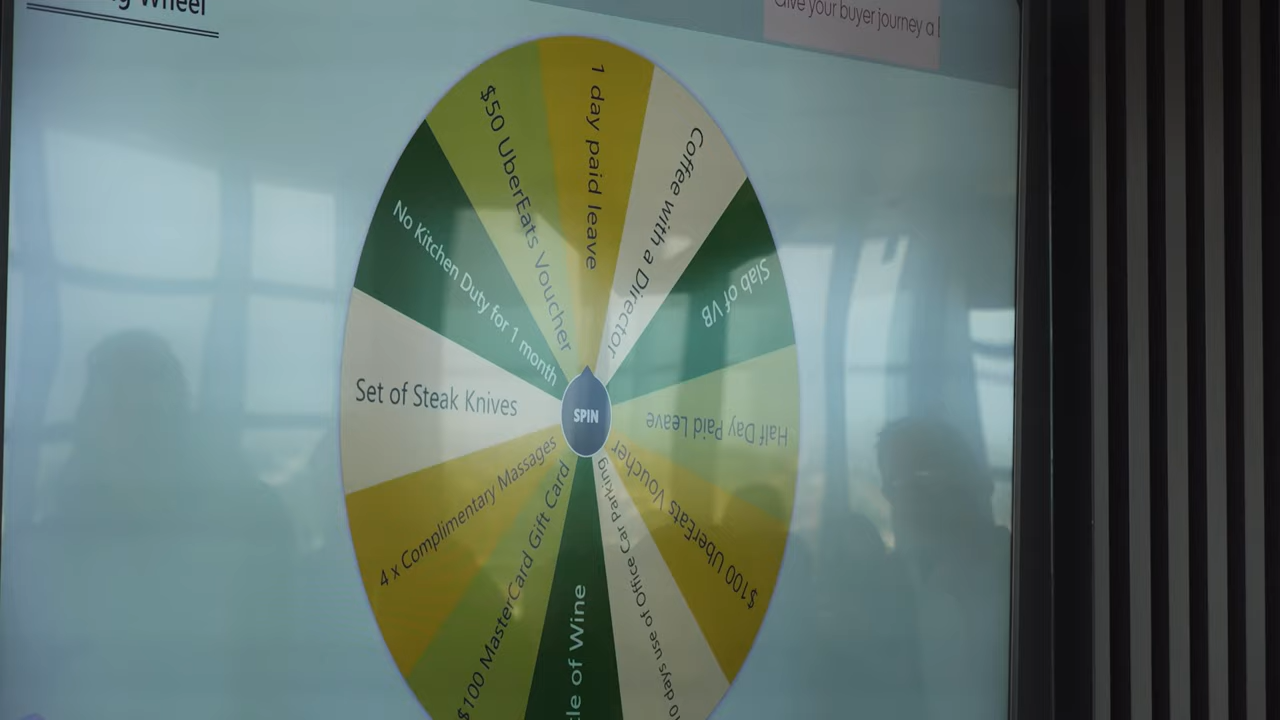 Wheel
Give your buyer journey a
1 day paid leave
Coffee with a Director
Slab of VB
Half Day Paid Leave
$100 UberEats Voucher
10 days use of Office Car Parking
of Wine
$100 MasterCard Gift Card
4 x Complimentary Massages
Set of Steak Knives
No Kitchen Duty for 1 month
$50 UberEats Voucher
SPIN